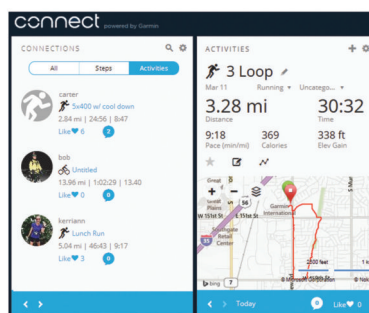 connect powered by Garmin
CONNECTIONS
All Steps Activities
carter
5x400 w/ cool down
2.84 mi | 24:56 | 8:47
Like 6 2
bob
Untitled
13.96 mi | 1:02:29 | 13.40
Like 0 0
kerriann
Lunch Run
5.04 mi | 46:43 | 9:17
Like 3 0
ACTIVITIES
3 Loop
Mar 11 Running Uncatego...
3.28 mi 30:32
Distance Time
9:18 369 338 ft
Pace (min/mi) Calories Elev Gain
Great
Plains
56
W 151st St
Garmin
International
Southgate
Retail
Center
35
2500 feet
bing 7
Today 0 Like 0